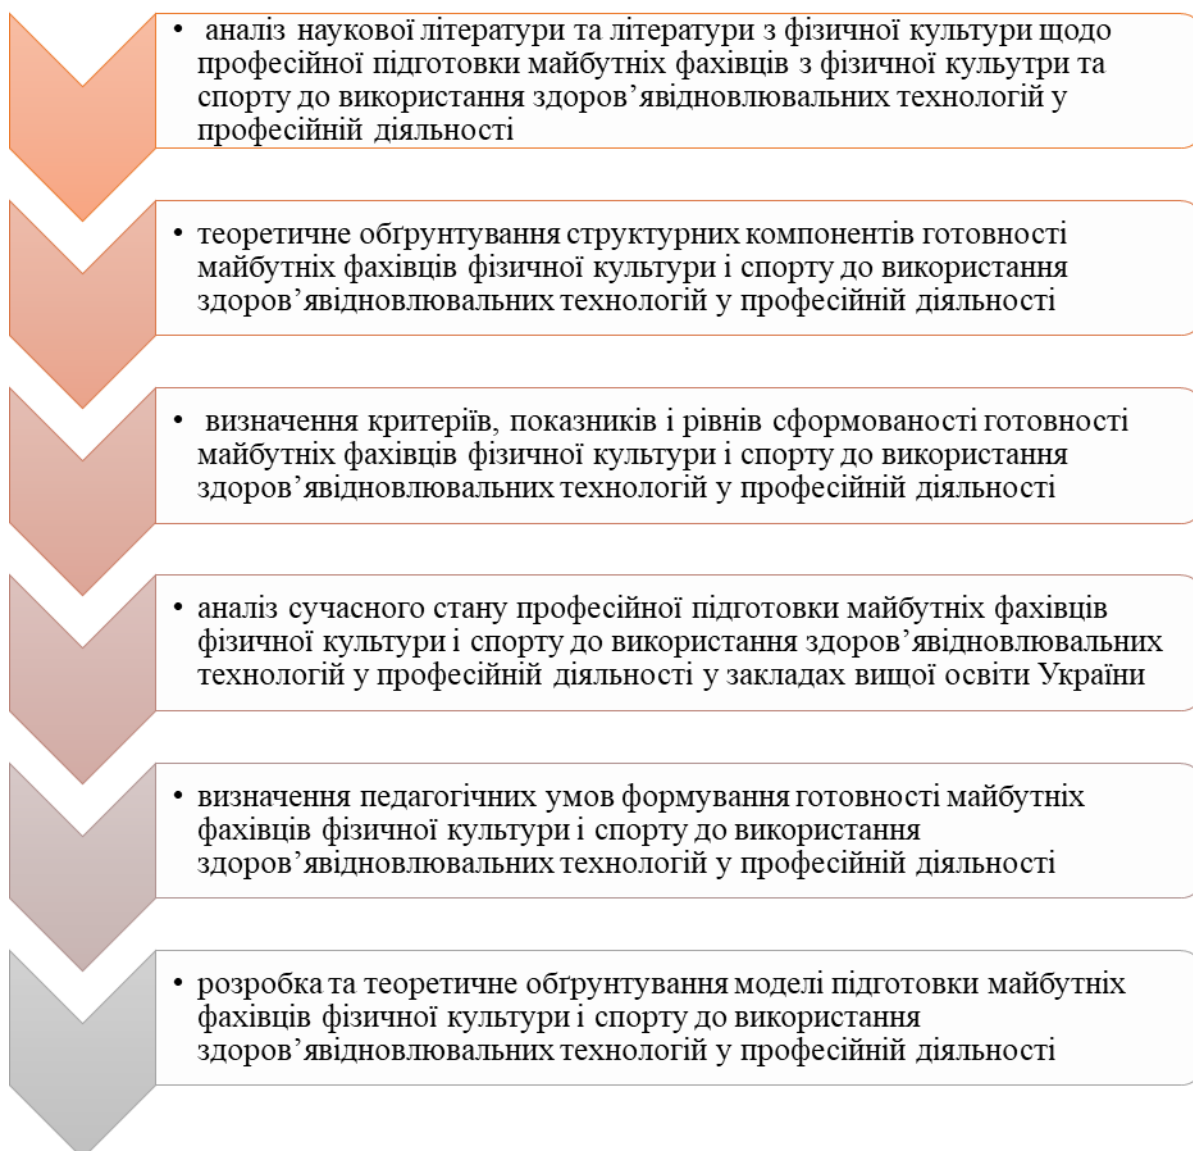 • аналіз наукової літератури та літератури з фізичної культури щодо
професійної підготовки майбутніх фахівців з фізичної кульутри та
спорту до використання здоров’явідновлювальних технологій у
професійній діяльності
• теоретичне обґрунтування структурних компонентів готовності
майбутніх фахівців фізичної культури і спорту до використання
здоров’явідновлювальних технологій у професійній діяльності
• визначення критеріїв, показників і рівнів сформованості готовності
майбутніх фахівців фізичної культури і спорту до використання
здоров’явідновлювальних технологій у професійній діяльності
• аналіз сучасного стану професійної підготовки майбутніх фахівців
фізичної культури і спорту до використання здоров’явідновлювальних
технологій у професійній діяльності у закладах вищої освіти України
• визначення педагогічних умов формування готовності майбутніх
фахівців фізичної культури і спорту до використання
здоров’явідновлювальних технологій у професійній діяльності
• розробка та теоретичне обґрунтування моделі підготовки майбутніх
фахівців фізичної культури і спорту до використання
здоров’явідновлювальних технологій у професійній діяльності